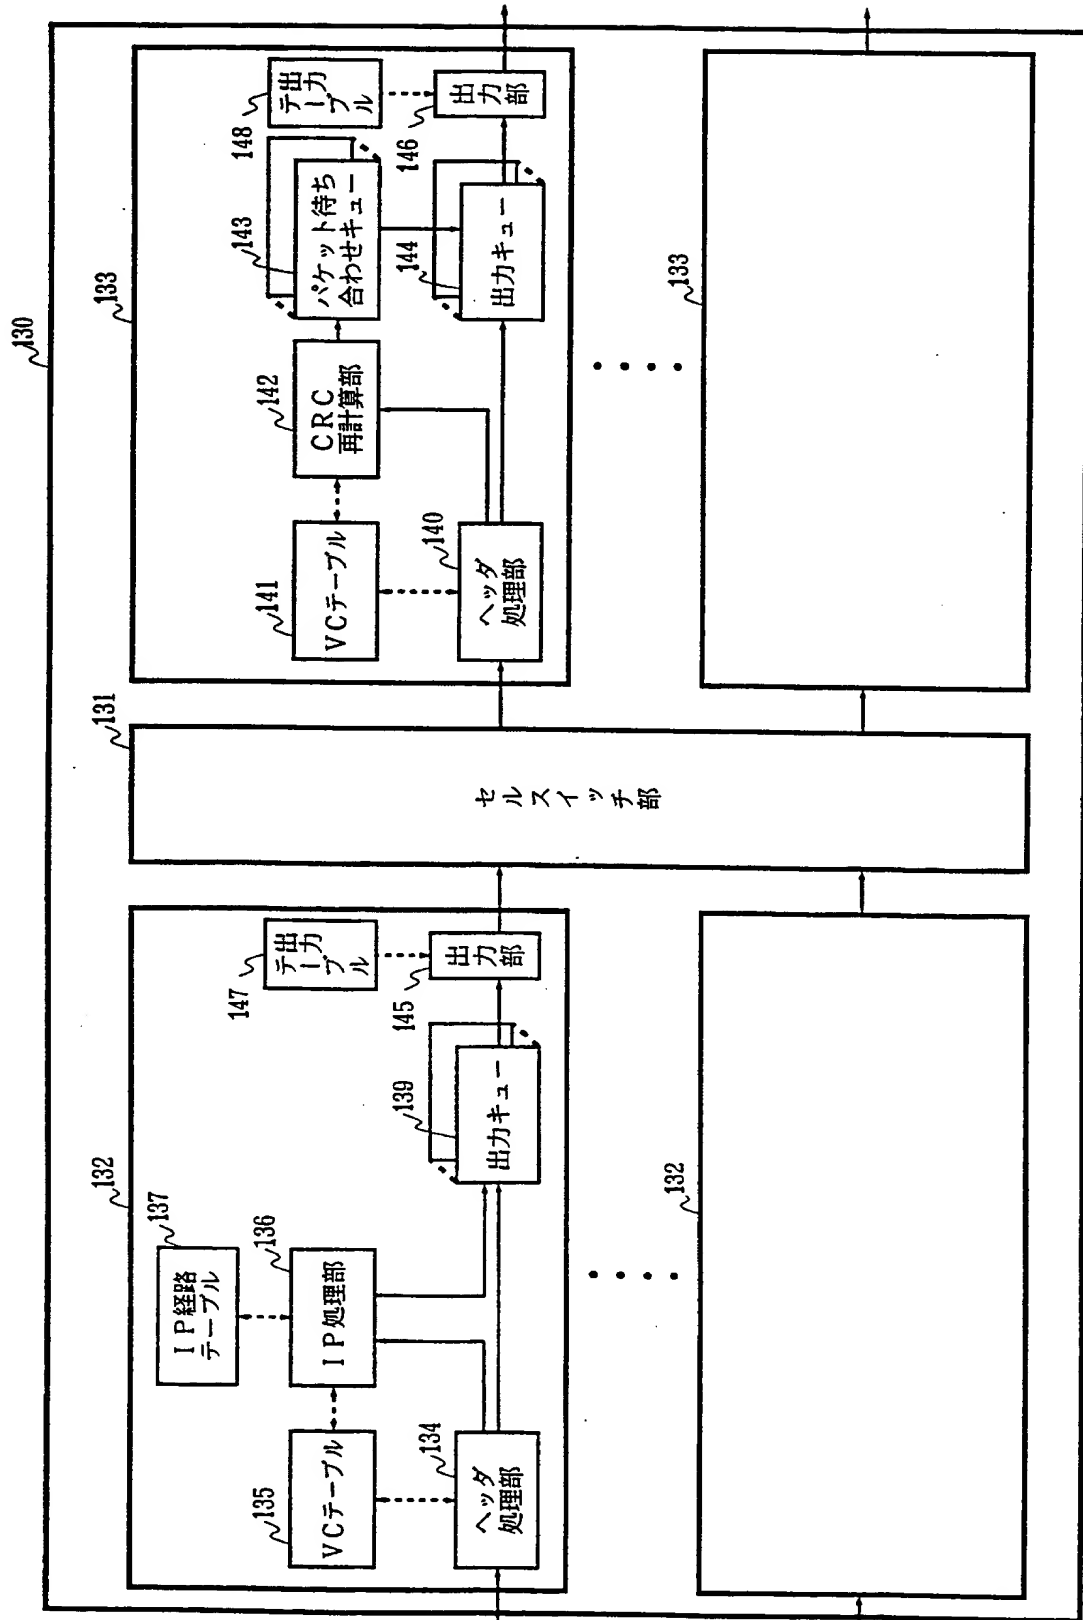 130
132
137
IP経路
テーブル
136
IP処理部
135
VCテーブル
134
ヘッダ
処理部
139
出力キュー
147
出力
テーブル
145
出力部
132
131
セルスイッチ部
133
141
VCテーブル
140
ヘッダ
処理部
142
CRC
再計算部
143
パケット待ち
合わせキュー
144
出力キュー
148
出力
テーブル
146
出力部
133